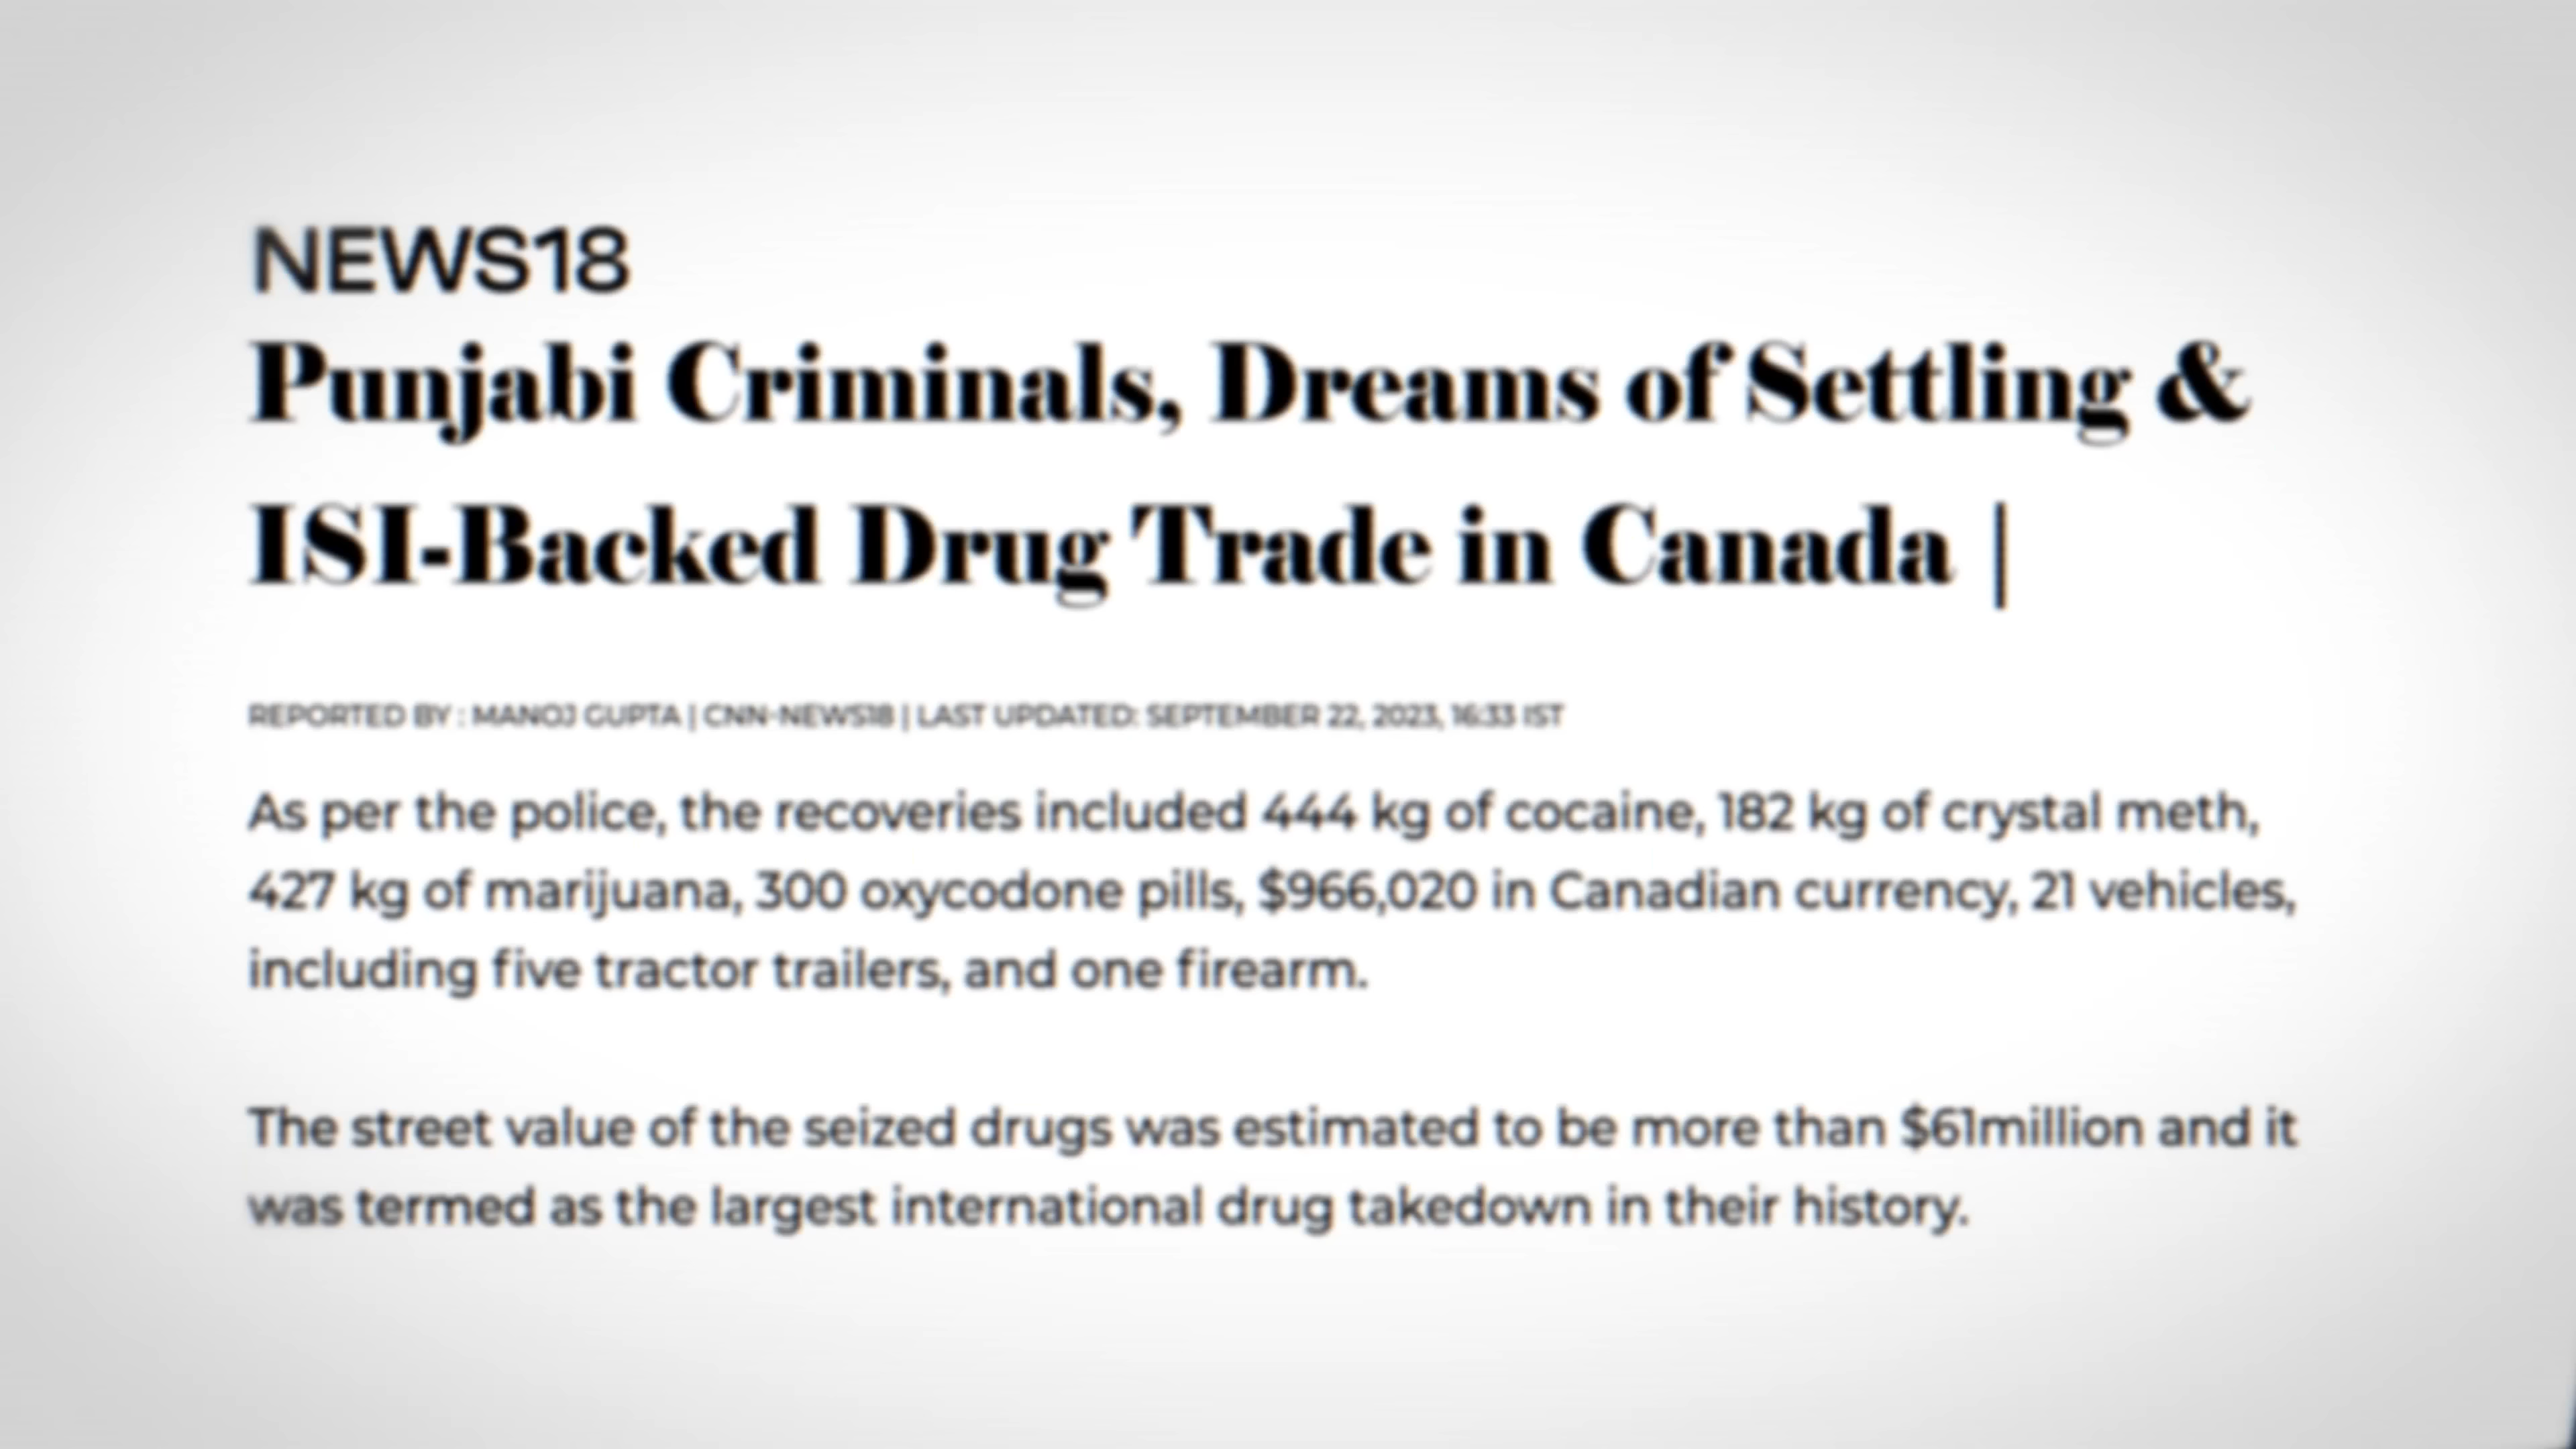 NEWS18
Punjabi Criminals, Dreams of Settling &
ISI-Backed Drug Trade in Canada |
REPORTED BY : MANOJ GUPTA | CNN-NEWS18 | LAST UPDATED: SEPTEMBER 22, 2023, 16:33 IST
As per the police, the recoveries included 444 kg of cocaine, 182 kg of crystal meth,
427 kg of marijuana, 300 oxycodone pills, $966,020 in Canadian currency, 21 vehicles,
including five tractor trailers, and one firearm.
The street value of the seized drugs was estimated to be more than $61million and it
was termed as the largest international drug takedown in their history.